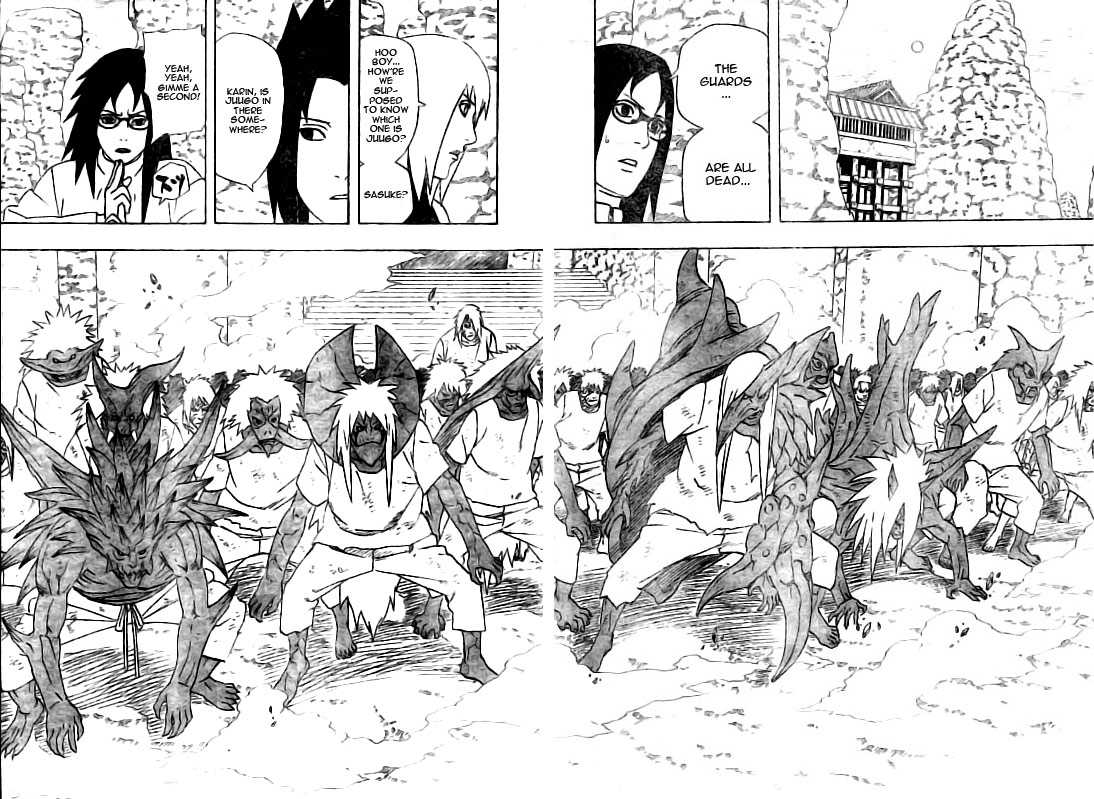 THE
GUARDS
...
ARE ALL
DEAD...
HOO
BOY...
HOW'RE
WE
SUP-
POSED
TO KNOW
WHICH
ONE IS
JUUGO?
SASUKE?
KARIN, IS
JUUGO IN
THERE
SOME-
WHERE?
YEAH,
YEAH,
GIMME A
SECOND!